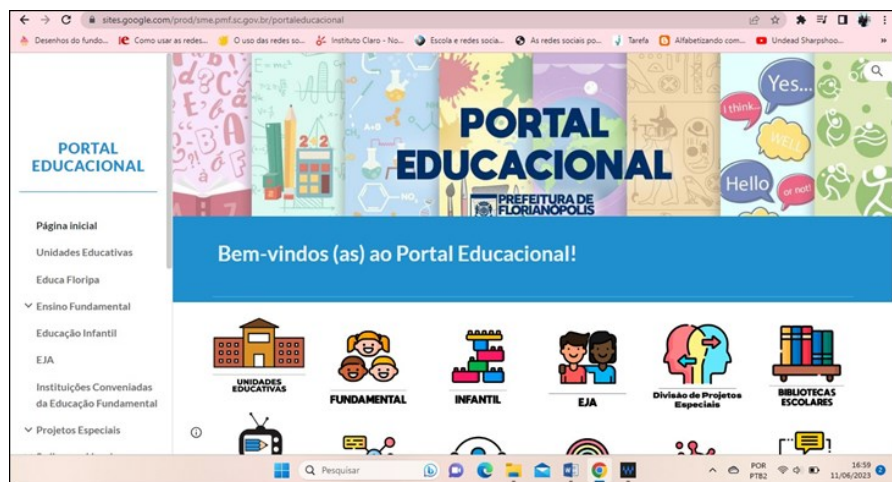 sites.google.com/prod/sme.pmf.sc.gov.br/portaleducacional
Desenhos do fundo...
Como usar as redes...
O uso das redes so...
Instituto Claro - No...
Escola e redes socia...
As redes sociais po...
Tarefa
Alfabetizando com...
Undead Sharpshoo...
PORTAL
EDUCACIONAL
Página inicial
Unidades Educativas
Educa Floripa
Ensino Fundamental
Educação Infantil
EJA
Instituições Conveniadas
da Educação Fundamental
Projetos Especiais
PORTAL
EDUCACIONAL
PREFEITURA DE
FLORIANÓPOLIS
Yes...
I think...
WELL
Hello
or not!
Bem-vindos (as) ao Portal Educacional!
UNIDADES
EDUCATIVAS
FUNDAMENTAL
INFANTIL
EJA
Divisão de Projetos
Especiais
BIBLIOTECAS
ESCOLARES
Pesquisar
POR
PTB2
16:59
11/06/2023
2